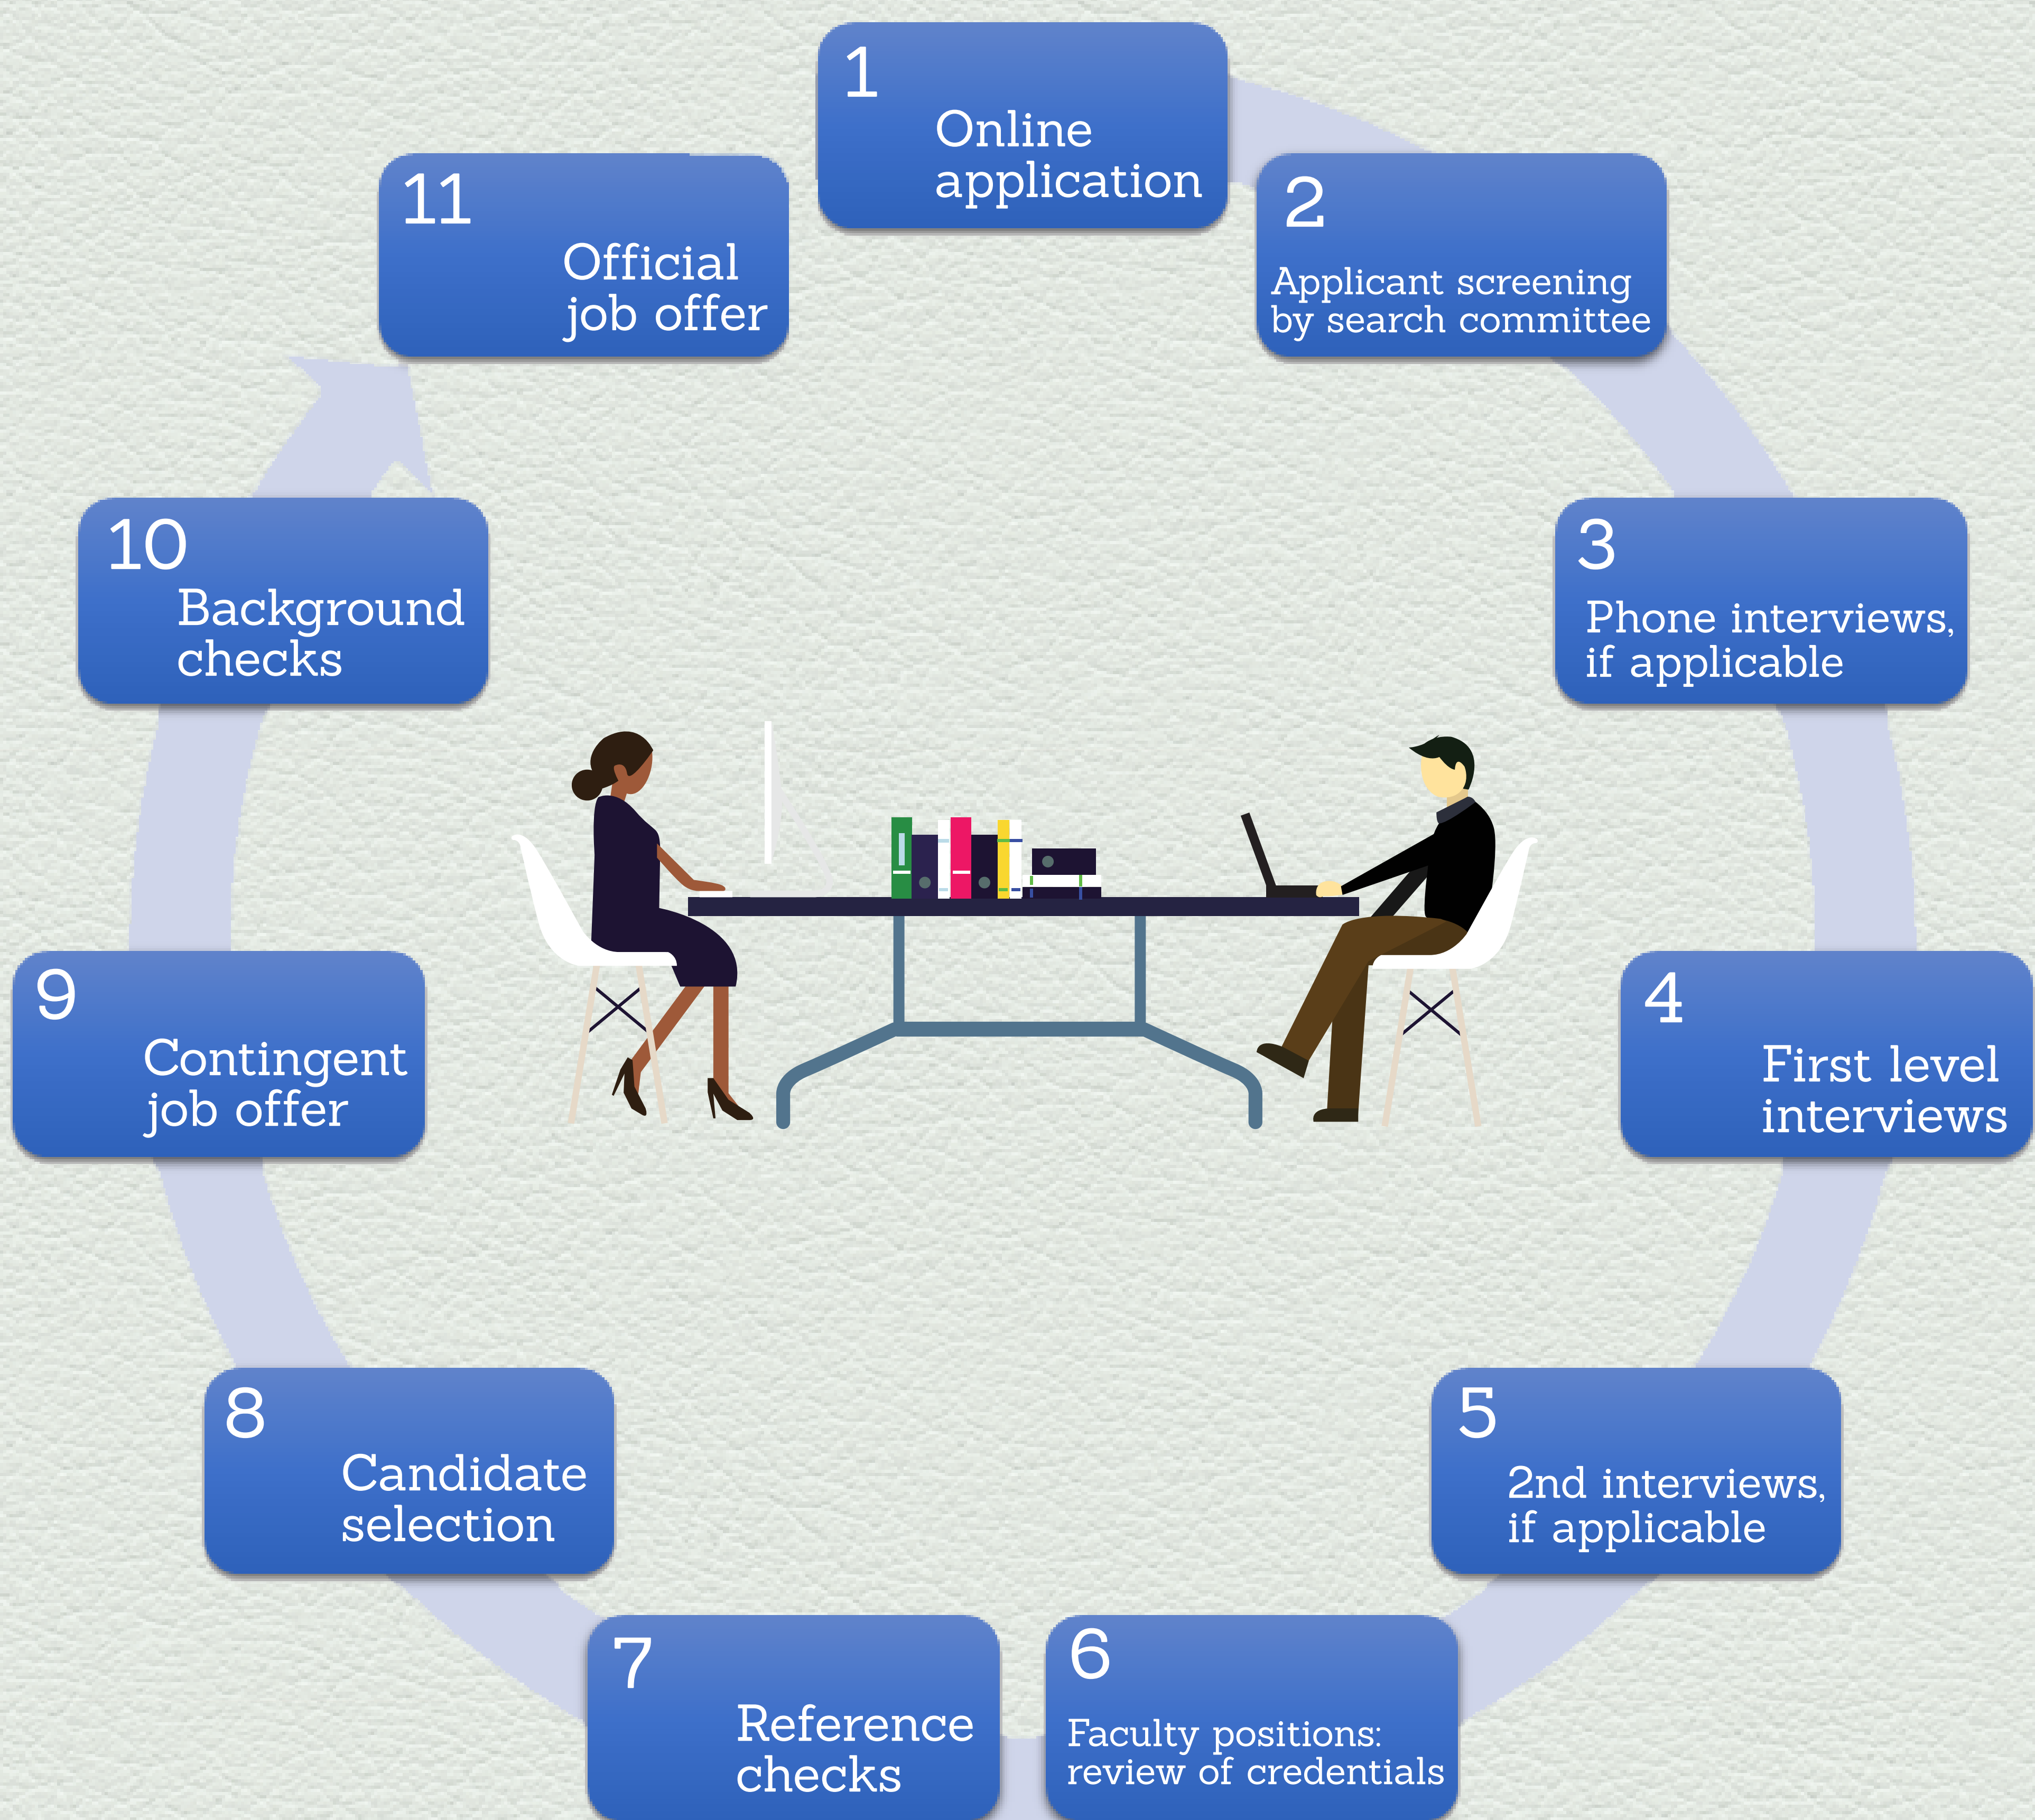 1
Online
application
2
Applicant screening
by search committee
3
Phone interviews,
if applicable
4
First level
interviews
5
2nd interviews,
if applicable
6
Faculty positions:
review of credentials
7
Reference
checks
8
Candidate
selection
9
Contingent
job offer
10
Background
checks
11
Official
job offer